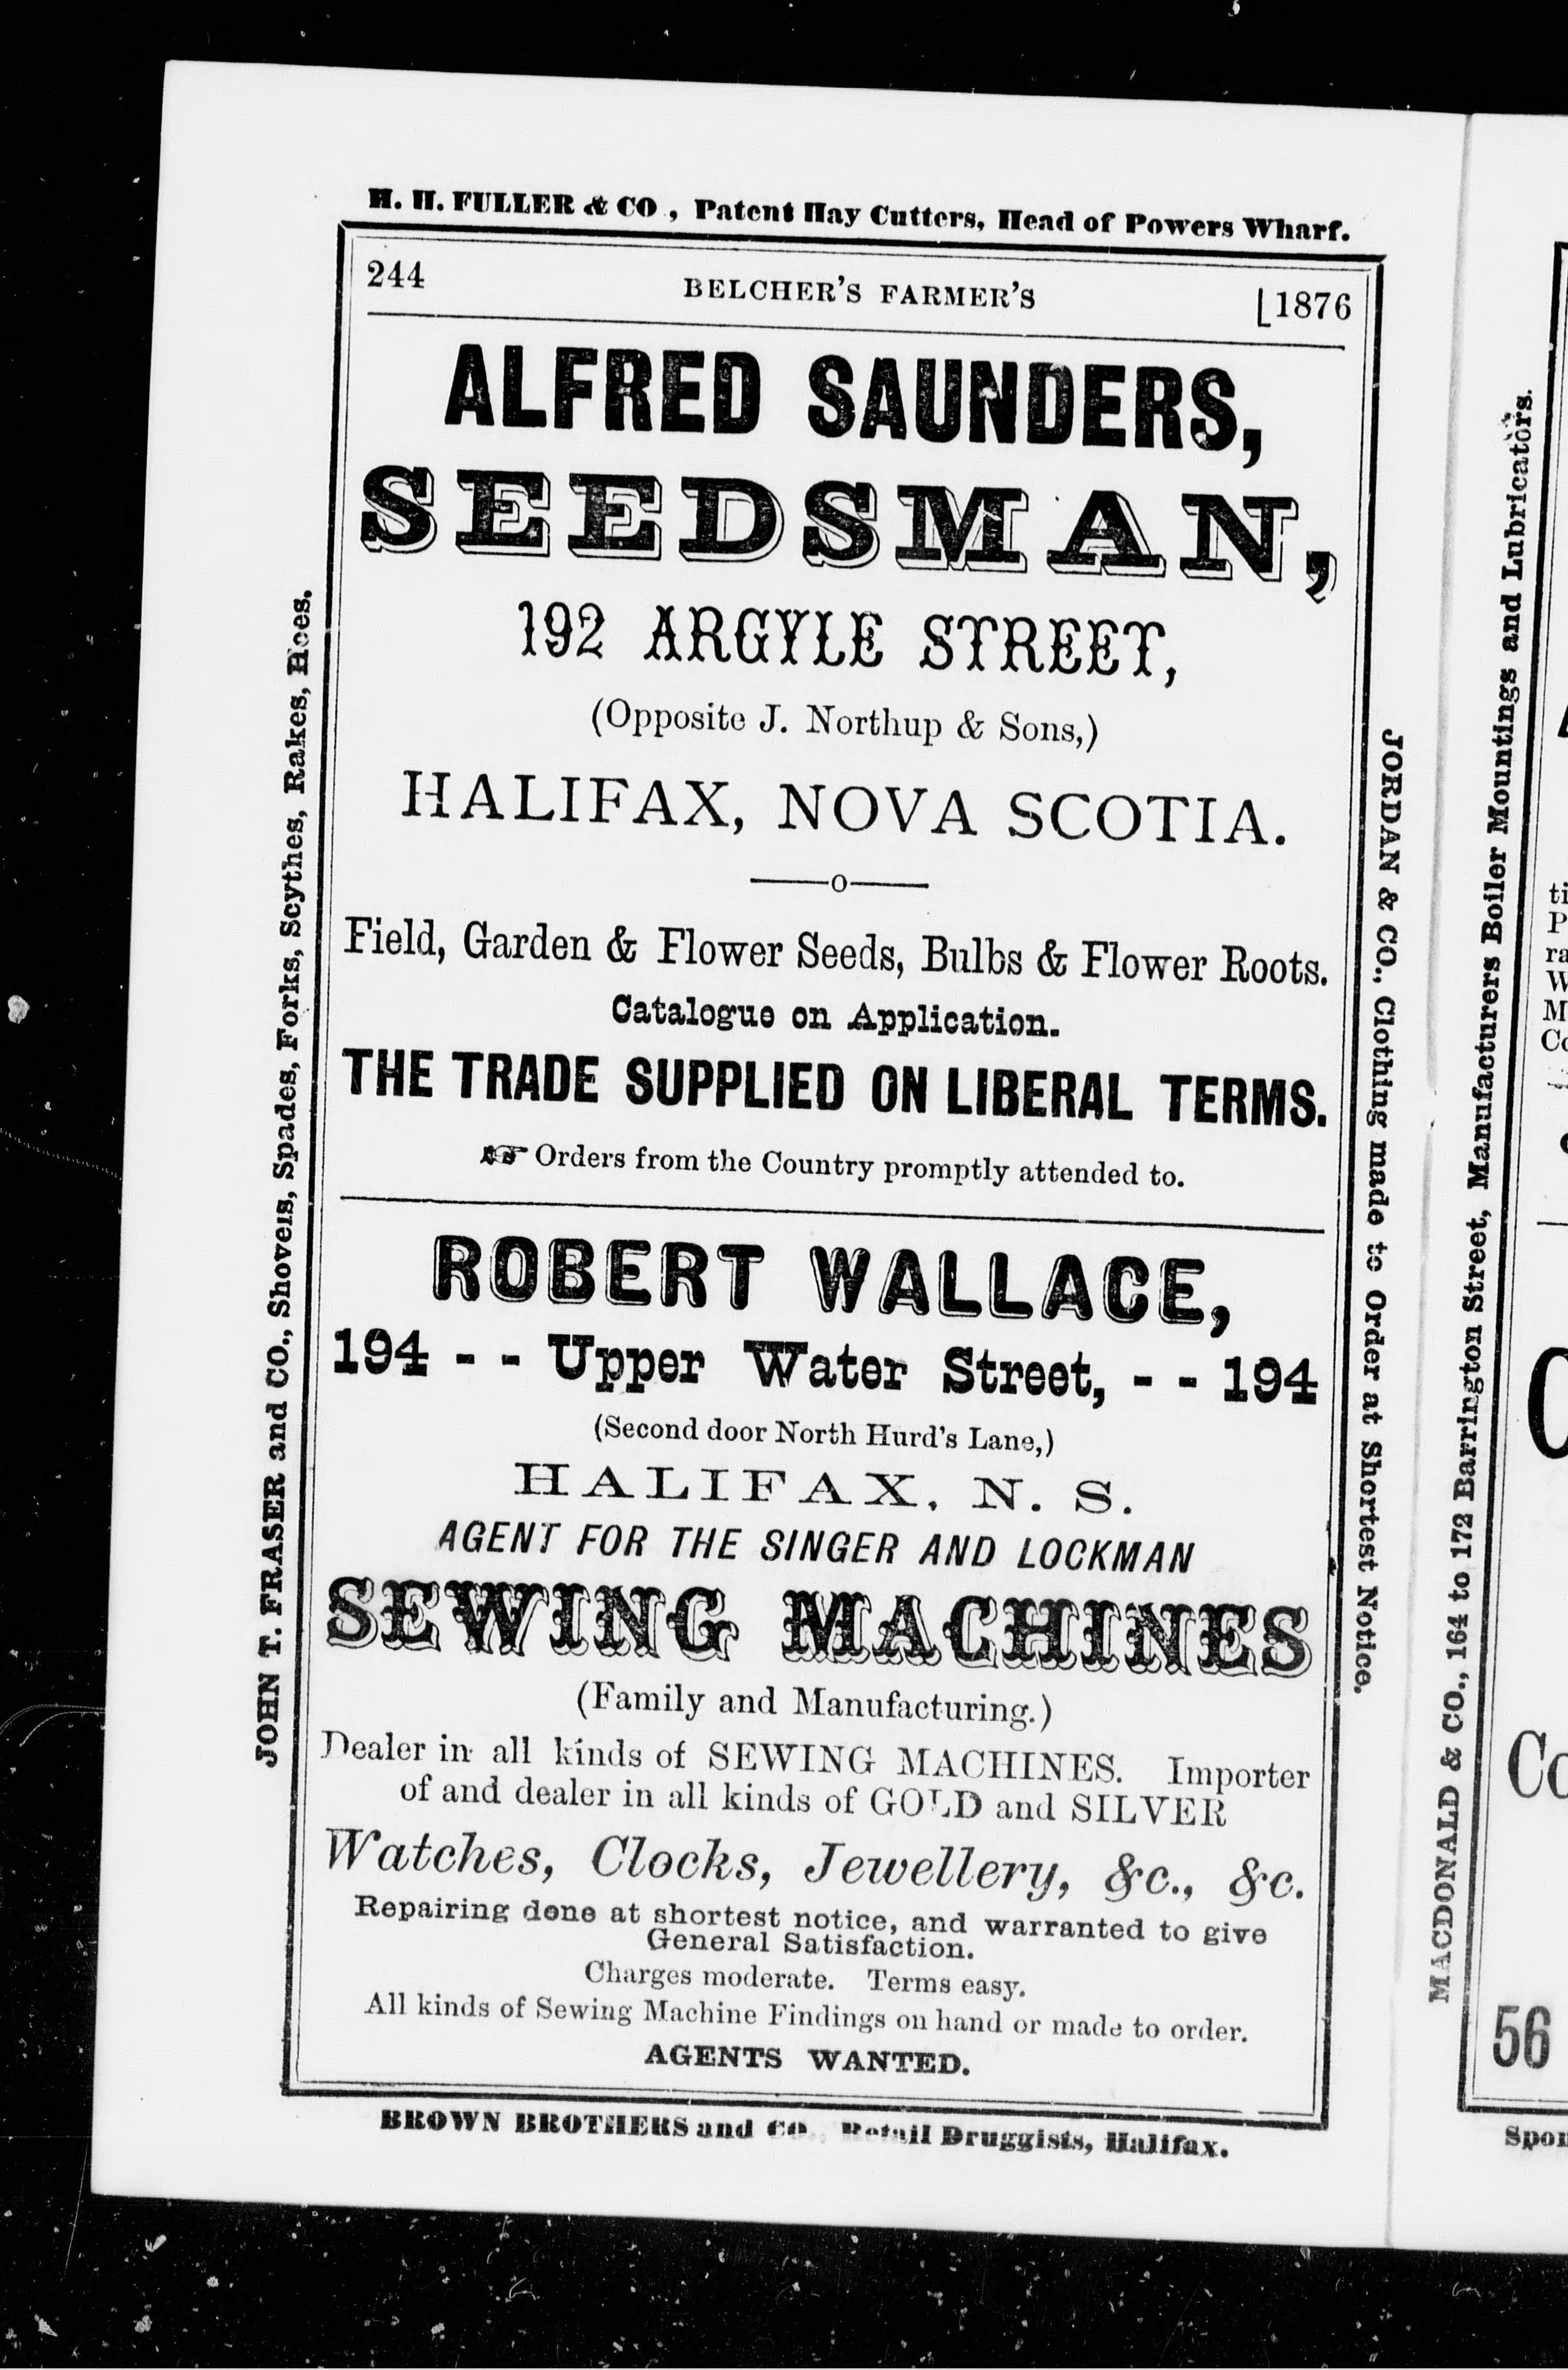 H. H. FULLER & CO., Patent Hay Cutters, Head of Powers Wharf.
244 BELCHER'S FARMER'S [1876
ALFRED SAUNDERS,
SEEDSMAN,
192 ARGYLE STREET,
(Opposite J. Northup & Sons,)
HALIFAX, NOVA SCOTIA.
Field, Garden & Flower Seeds, Bulbs & Flower Roots.
Catalogue on Application.
THE TRADE SUPPLIED ON LIBERAL TERMS.
☞ Orders from the Country promptly attended to.
ROBERT WALLACE,
194 - - Upper Water Street, - - 194
(Second door North Hurd's Lane,)
HALIFAX, N. S.
AGENT FOR THE SINGER AND LOCKMAN
SEWING MACHINES
(Family and Manufacturing.)
Dealer in all kinds of SEWING MACHINES. Importer
of and dealer in all kinds of GOLD and SILVER
Watches, Clocks, Jewellery, &c., &c.
Repairing done at shortest notice, and warranted to give
General Satisfaction.
Charges moderate. Terms easy.
All kinds of Sewing Machine Findings on hand or made to order.
AGENTS WANTED.
BROWN BROTHERS and CO., Retail Druggists, Halifax.
JOHN T. FRASER and CO., Shovels, Spades, Forks, Scythes, Rakes, Hoes.
JORDAN & CO., Clothing made to Order at Shortest Notice.
MACDONALD & CO., 164 to 172 Barrington Street, Manufacturers Boiler Mountings and Lubricators.
56